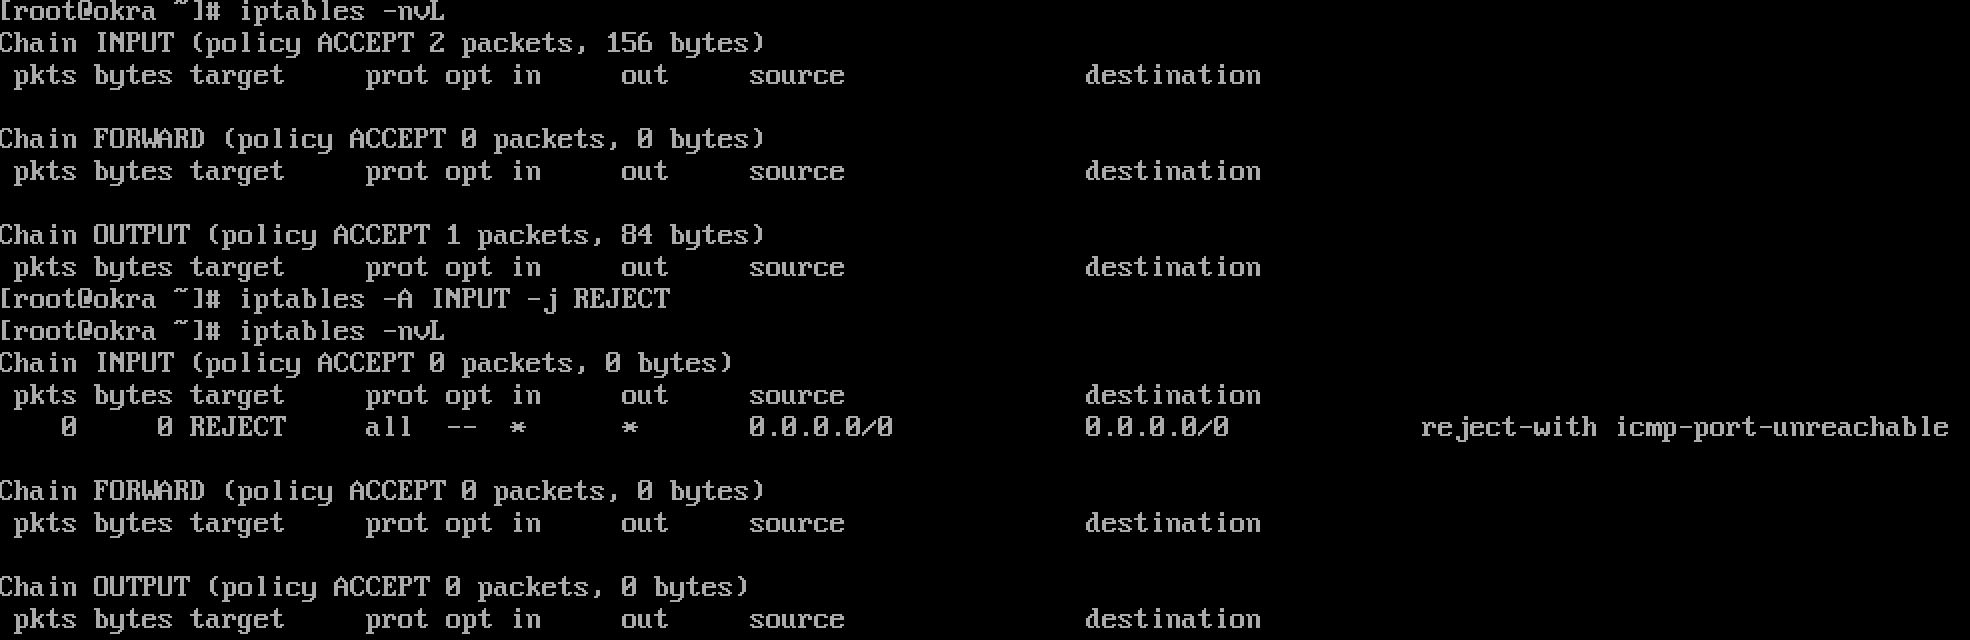 [root@okra ~]# iptables -nvL
Chain INPUT (policy ACCEPT 2 packets, 156 bytes)
 pkts bytes target     prot opt in     out     source               destination

Chain FORWARD (policy ACCEPT 0 packets, 0 bytes)
 pkts bytes target     prot opt in     out     source               destination

Chain OUTPUT (policy ACCEPT 1 packets, 84 bytes)
 pkts bytes target     prot opt in     out     source               destination
[root@okra ~]# iptables -A INPUT -j REJECT
[root@okra ~]# iptables -nvL
Chain INPUT (policy ACCEPT 0 packets, 0 bytes)
 pkts bytes target     prot opt in     out     source               destination
    0     0 REJECT     all  --  *      *       0.0.0.0/0            0.0.0.0/0            reject-with icmp-port-unreachable

Chain FORWARD (policy ACCEPT 0 packets, 0 bytes)
 pkts bytes target     prot opt in     out     source               destination

Chain OUTPUT (policy ACCEPT 0 packets, 0 bytes)
 pkts bytes target     prot opt in     out     source               destination